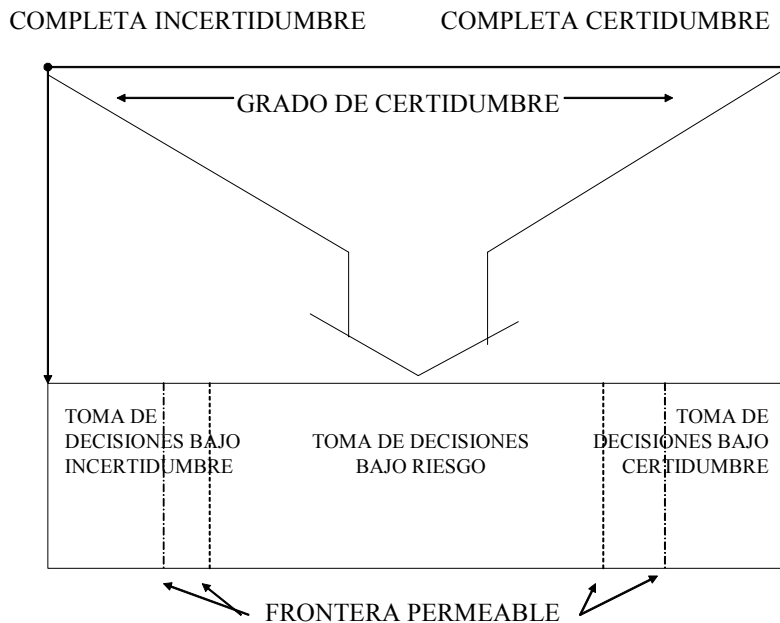 COMPLETA INCERTIDUMBRE
COMPLETA CERTIDUMBRE
GRADO DE CERTIDUMBRE
TOMA DE
DECISIONES BAJO
INCERTIDUMBRE
TOMA DE DECISIONES
BAJO RIESGO
TOMA DE
DECISIONES BAJO
CERTIDUMBRE
FRONTERA PERMEABLE